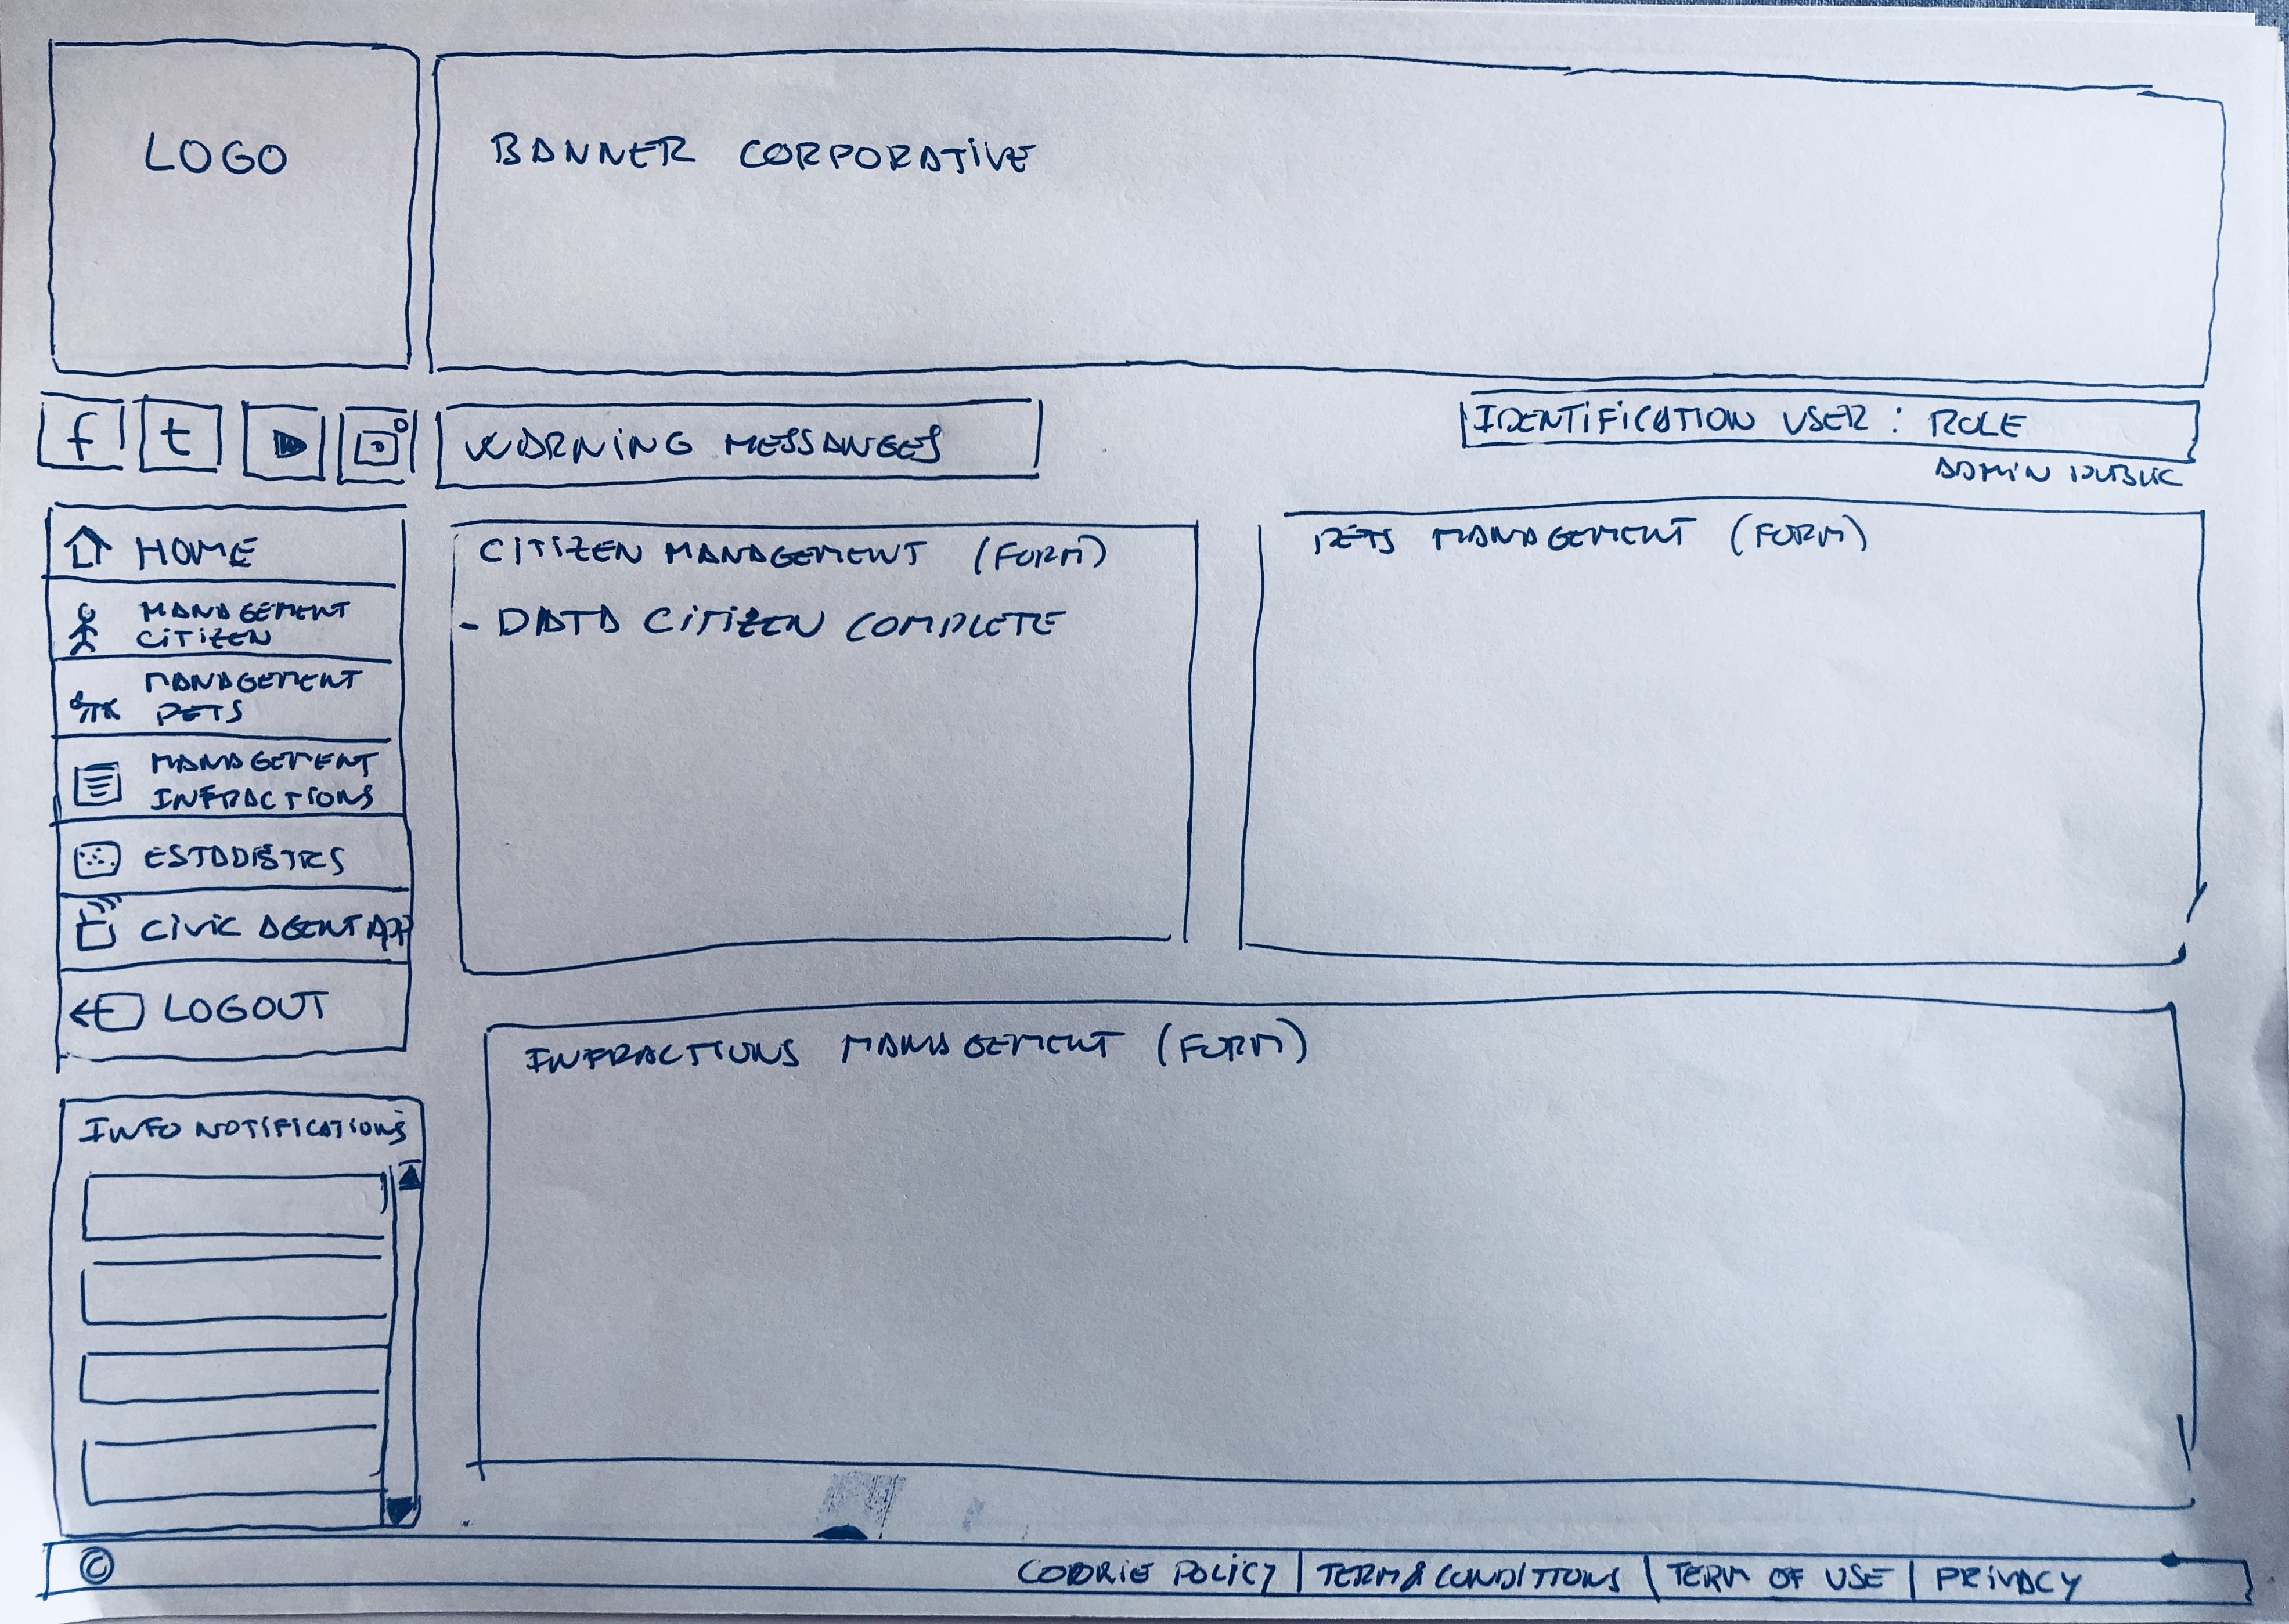 LOGO
BANNER CORPORATIVE
f
t
WARNING MESSANGES
IDENTIFICATION USER : ROLE
ADMIN PUBLIC
HOME
MANAGEMENT
CITIZEN
MANAGEMENT
PETS
MANAGEMENT
INFRACTIONS
CIVIC AGENT APP
LOGOUT
CITIZEN MANAGEMENT (FORM)
- DATA CITIZEN COMPLETE
PETS MANAGEMENT (FORM)
INFRACTIONS MANAGEMENT (FORM)
INFO NOTIFICATIONS
©
COOKIE POLICY | TERM & CONDITIONS | TERM OF USE | PRIVACY